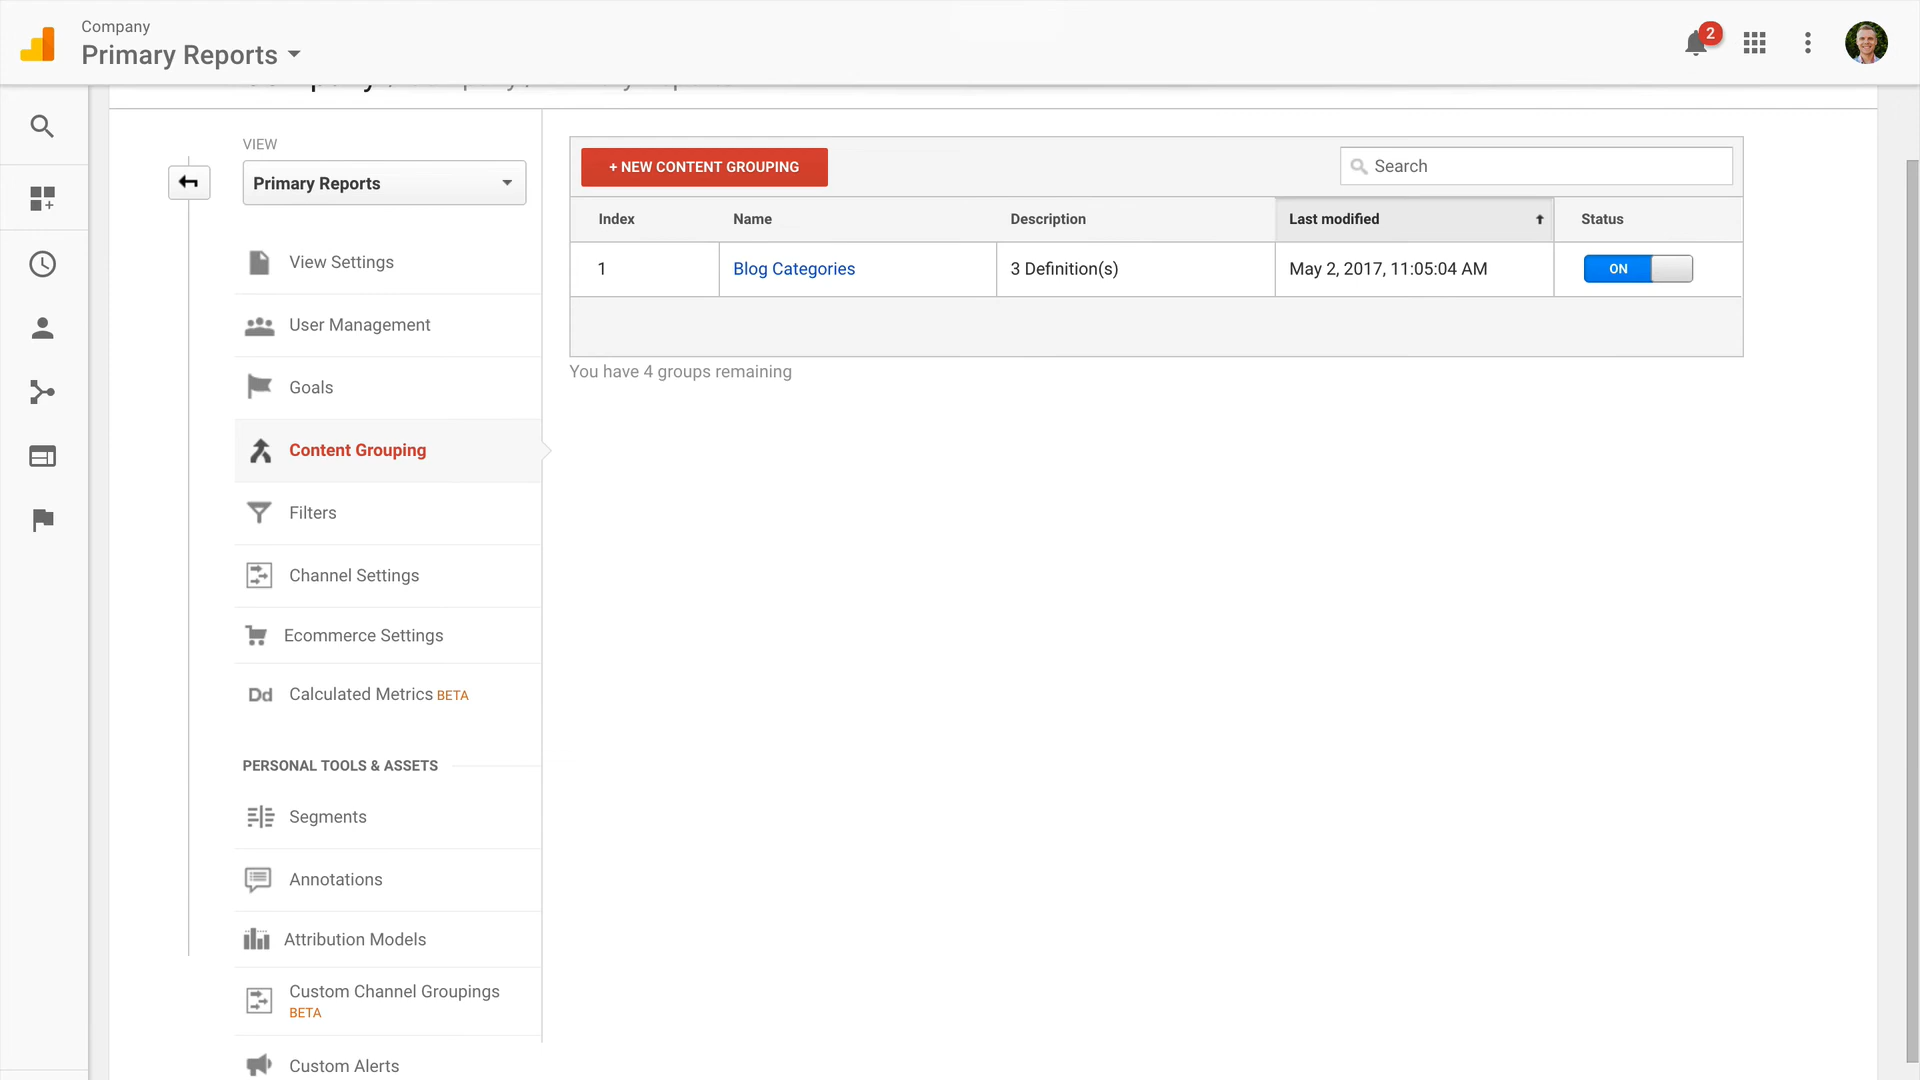 Company
Primary Reports
2
VIEW
Primary Reports
View Settings
User Management
Goals
Content Grouping
Filters
Channel Settings
Ecommerce Settings
Dd Calculated Metrics BETA
PERSONAL TOOLS & ASSETS
Segments
Annotations
Attribution Models
Custom Channel Groupings
BETA
Custom Alerts
+ NEW CONTENT GROUPING
Search
Index Name Description Last modified Status
1 Blog Categories 3 Definition(s) May 2, 2017, 11:05:04 AM ON
You have 4 groups remaining